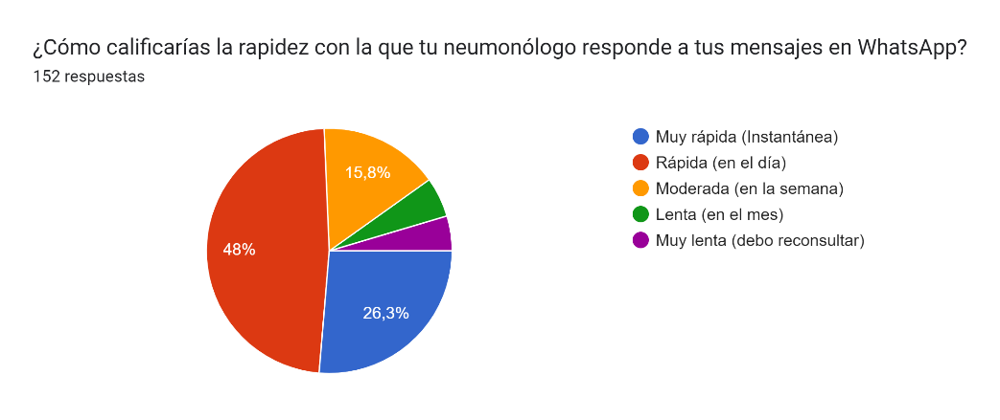 ¿Cómo calificarías la rapidez con la que tu neumonólogo responde a tus mensajes en WhatsApp?
152 respuestas
15,8%
48%
26,3%
Muy rápida (Instantánea)
Rápida (en el día)
Moderada (en la semana)
Lenta (en el mes)
Muy lenta (debo reconsultar)